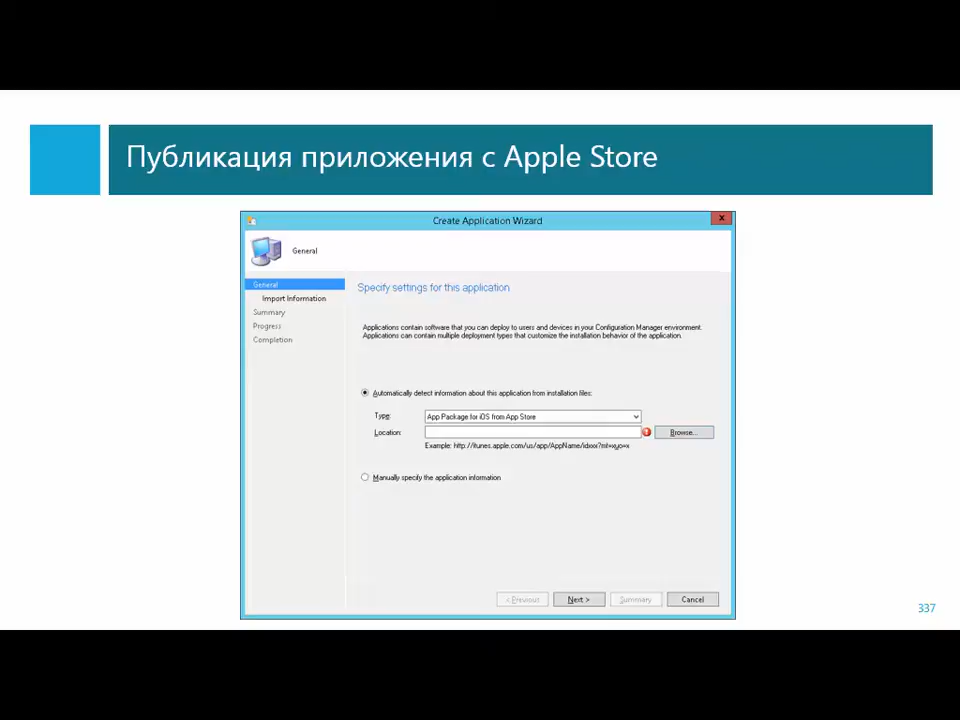 Публикация приложения с Apple Store
Create Application Wizard
x
General
General
Import Information
Summary
Progress
Completion
Specify settings for this application
Applications contain software that you can deploy to users and devices in your Configuration Manager environment.
Applications can contain multiple deployment types that customize the installation behavior of the application.
Automatically detect information about this application from installation files:
Type: App Package for iOS from App Store
Location: Browse...
Example: http://itunes.apple.com/us/app/AppName/idxxx?mt=xyo=x
Manually specify the application information
< Previous Next > Summary Cancel
337